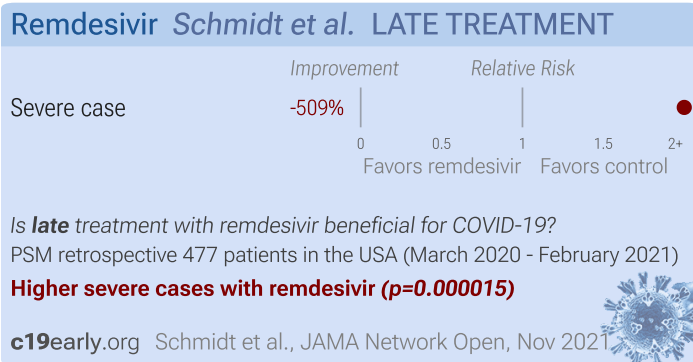 Remdesivir Schmidt et al. LATE TREATMENT
Improvement Relative Risk
Severe case -509%
0 0.5 1 1.5 2+
Favors remdesivir Favors control
Is late treatment with remdesivir beneficial for COVID-19?
PSM retrospective 477 patients in the USA (March 2020 - February 2021)
Higher severe cases with remdesivir (p=0.000015)
c19early.org Schmidt et al., JAMA Network Open, Nov 2021